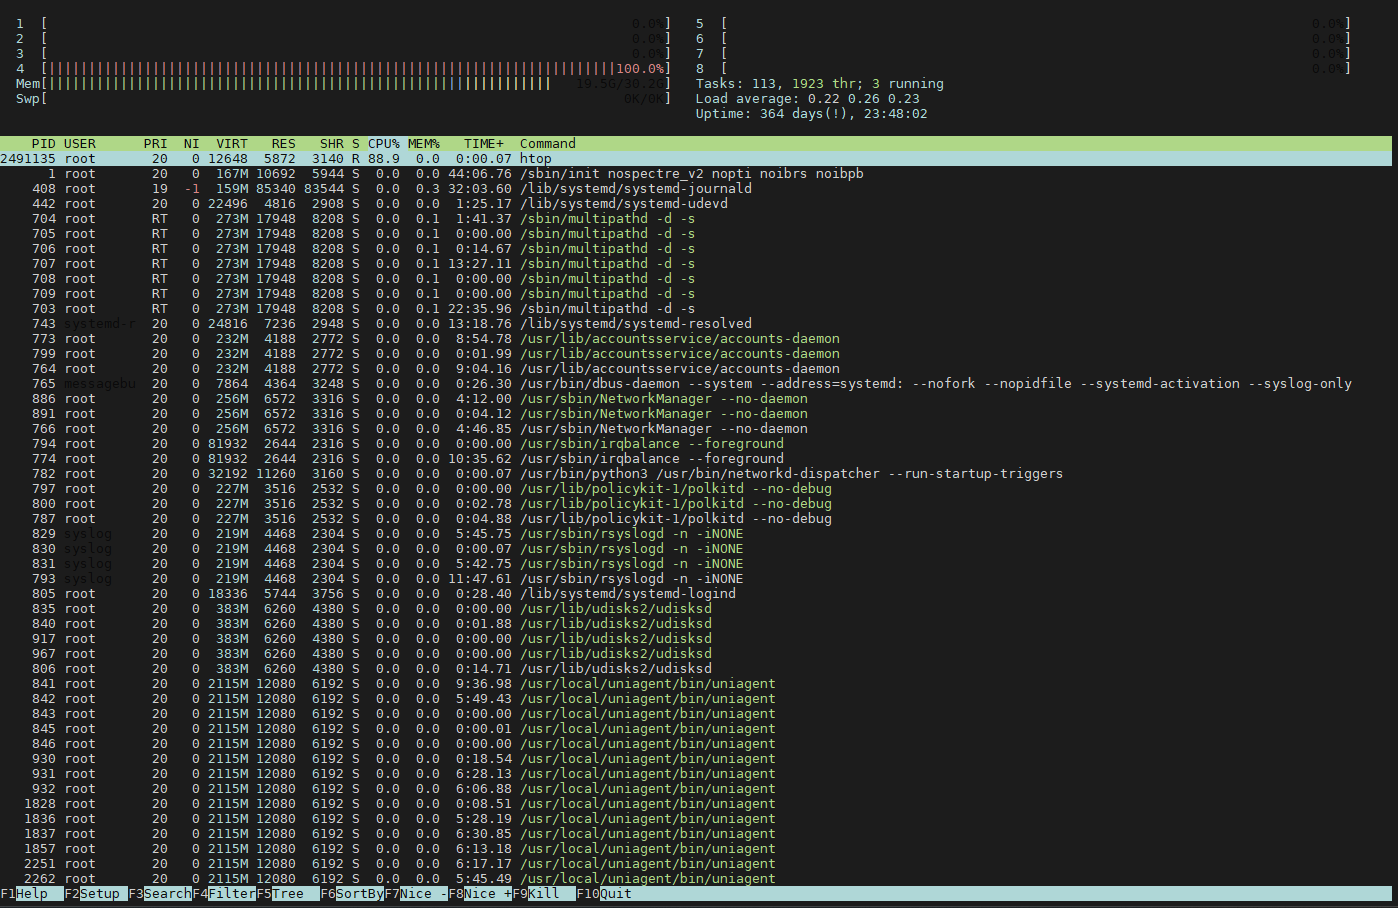 1 [ 0.0%] 5 [ 0.0%]
2 [ 0.0%] 6 [ 0.0%]
3 [ 0.0%] 7 [ 0.0%]
4 [||||||||||||||||||||||||||||||||||||||||||||||||||||||||||||||||||||||100.0%] 8 [ 0.0%]
Mem[||||||||||||||||||||||||||||||||||||||||||||||||||||||||||||||| 19.5G/30.2G] Tasks: 113, 1923 thr; 3 running
Swp[ 0K/0K] Load average: 0.22 0.26 0.23
Uptime: 364 days(!), 23:48:02
PID USER PRI NI VIRT RES SHR S CPU% MEM% TIME+ Command
2491135 root 20 0 12648 5872 3140 R 88.9 0.0 0:00.07 htop
1 root 20 0 167M 10692 5944 S 0.0 0.0 44:06.76 /sbin/init nospectre_v2 nopti noibrs noibpb
408 root 19 -1 159M 85340 83544 S 0.0 0.3 32:03.60 /lib/systemd/systemd-journald
442 root 20 0 22496 4816 2908 S 0.0 0.0 1:25.17 /lib/systemd/systemd-udevd
704 root RT 0 273M 17948 8208 S 0.0 0.1 1:41.37 /sbin/multipathd -d -s
705 root RT 0 273M 17948 8208 S 0.0 0.1 0:00.00 /sbin/multipathd -d -s
706 root RT 0 273M 17948 8208 S 0.0 0.1 0:14.67 /sbin/multipathd -d -s
707 root RT 0 273M 17948 8208 S 0.0 0.1 13:27.11 /sbin/multipathd -d -s
708 root RT 0 273M 17948 8208 S 0.0 0.1 0:00.00 /sbin/multipathd -d -s
709 root RT 0 273M 17948 8208 S 0.0 0.1 0:00.00 /sbin/multipathd -d -s
703 root RT 0 273M 17948 8208 S 0.0 0.1 22:35.96 /sbin/multipathd -d -s
743 systemd-r 20 0 24816 7236 2948 S 0.0 0.0 13:18.76 /lib/systemd/systemd-resolved
773 root 20 0 232M 4188 2772 S 0.0 0.0 8:54.78 /usr/lib/accountsservice/accounts-daemon
799 root 20 0 232M 4188 2772 S 0.0 0.0 0:01.99 /usr/lib/accountsservice/accounts-daemon
764 root 20 0 232M 4188 2772 S 0.0 0.0 9:04.16 /usr/lib/accountsservice/accounts-daemon
765 messagebu 20 0 7864 4364 3248 S 0.0 0.0 0:26.30 /usr/bin/dbus-daemon --system --address=systemd: --nofork --nopidfile --systemd-activation --syslog-only
886 root 20 0 256M 6572 3316 S 0.0 0.0 4:12.00 /usr/sbin/NetworkManager --no-daemon
891 root 20 0 256M 6572 3316 S 0.0 0.0 0:04.12 /usr/sbin/NetworkManager --no-daemon
766 root 20 0 256M 6572 3316 S 0.0 0.0 4:46.85 /usr/sbin/NetworkManager --no-daemon
794 root 20 0 81932 2644 2316 S 0.0 0.0 0:00.00 /usr/sbin/irqbalance --foreground
774 root 20 0 81932 2644 2316 S 0.0 0.0 10:35.62 /usr/sbin/irqbalance --foreground
782 root 20 0 32192 11260 3160 S 0.0 0.0 0:00.07 /usr/bin/python3 /usr/bin/networkd-dispatcher --run-startup-triggers
797 root 20 0 227M 3516 2532 S 0.0 0.0 0:00.00 /usr/lib/policykit-1/polkitd --no-debug
800 root 20 0 227M 3516 2532 S 0.0 0.0 0:02.78 /usr/lib/policykit-1/polkitd --no-debug
787 root 20 0 227M 3516 2532 S 0.0 0.0 0:04.88 /usr/lib/policykit-1/polkitd --no-debug
829 syslog 20 0 219M 4468 2304 S 0.0 0.0 5:45.75 /usr/sbin/rsyslogd -n -iNONE
830 syslog 20 0 219M 4468 2304 S 0.0 0.0 0:00.07 /usr/sbin/rsyslogd -n -iNONE
831 syslog 20 0 219M 4468 2304 S 0.0 0.0 5:42.75 /usr/sbin/rsyslogd -n -iNONE
793 syslog 20 0 219M 4468 2304 S 0.0 0.0 11:47.61 /usr/sbin/rsyslogd -n -iNONE
805 root 20 0 18336 5744 3756 S 0.0 0.0 0:28.40 /lib/systemd/systemd-logind
835 root 20 0 383M 6260 4380 S 0.0 0.0 0:00.00 /usr/lib/udisks2/udisksd
840 root 20 0 383M 6260 4380 S 0.0 0.0 0:01.88 /usr/lib/udisks2/udisksd
917 root 20 0 383M 6260 4380 S 0.0 0.0 0:00.00 /usr/lib/udisks2/udisksd
967 root 20 0 383M 6260 4380 S 0.0 0.0 0:00.00 /usr/lib/udisks2/udisksd
806 root 20 0 383M 6260 4380 S 0.0 0.0 0:14.71 /usr/lib/udisks2/udisksd
841 root 20 0 2115M 12080 6192 S 0.0 0.0 9:36.98 /usr/local/uniagent/bin/uniagent
842 root 20 0 2115M 12080 6192 S 0.0 0.0 5:49.43 /usr/local/uniagent/bin/uniagent
843 root 20 0 2115M 12080 6192 S 0.0 0.0 0:00.00 /usr/local/uniagent/bin/uniagent
845 root 20 0 2115M 12080 6192 S 0.0 0.0 0:00.01 /usr/local/uniagent/bin/uniagent
846 root 20 0 2115M 12080 6192 S 0.0 0.0 0:00.00 /usr/local/uniagent/bin/uniagent
930 root 20 0 2115M 12080 6192 S 0.0 0.0 0:18.54 /usr/local/uniagent/bin/uniagent
931 root 20 0 2115M 12080 6192 S 0.0 0.0 6:28.13 /usr/local/uniagent/bin/uniagent
932 root 20 0 2115M 12080 6192 S 0.0 0.0 6:06.88 /usr/local/uniagent/bin/uniagent
1828 root 20 0 2115M 12080 6192 S 0.0 0.0 0:08.51 /usr/local/uniagent/bin/uniagent
1836 root 20 0 2115M 12080 6192 S 0.0 0.0 5:28.19 /usr/local/uniagent/bin/uniagent
1837 root 20 0 2115M 12080 6192 S 0.0 0.0 6:30.85 /usr/local/uniagent/bin/uniagent
1857 root 20 0 2115M 12080 6192 S 0.0 0.0 6:13.18 /usr/local/uniagent/bin/uniagent
2251 root 20 0 2115M 12080 6192 S 0.0 0.0 6:17.17 /usr/local/uniagent/bin/uniagent
2262 root 20 0 2115M 12080 6192 S 0.0 0.0 5:45.49 /usr/local/uniagent/bin/uniagent
F1Help F2Setup F3SearchF4FilterF5Tree F6SortByF7Nice -F8Nice +F9Kill F10Quit